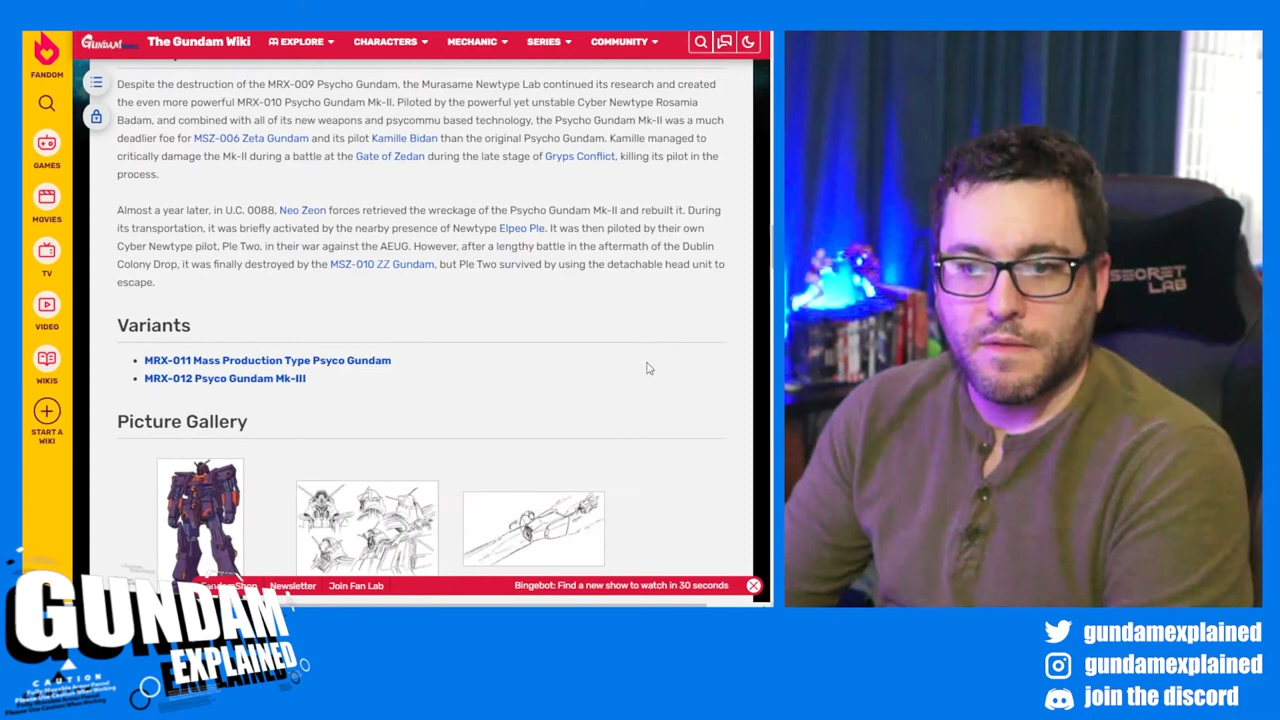 FANDOM
GAMES
MOVIES
TV
VIDEO
WIKIS
START A
WIKI
GUNDAM
The Gundam Wiki
EXPLORE
CHARACTERS
MECHANIC
SERIES
COMMUNITY
Despite the destruction of the MRX-009 Psycho Gundam, the Murasame Newtype Lab continued its research and created
the even more powerful MRX-010 Psycho Gundam Mk-II. Piloted by the powerful yet unstable Cyber Newtype Rosamia
Badam, and combined with all of its new weapons and psycommu based technology, the Psycho Gundam Mk-II was a much
deadlier foe for MSZ-006 Zeta Gundam and its pilot Kamille Bidan than the original Psycho Gundam. Kamille managed to
critically damage the Mk-II during a battle at the Gate of Zedan during the late stage of Gryps Conflict, killing its pilot in the
process.
Almost a year later, in U.C. 0088, Neo Zeon forces retrieved the wreckage of the Psycho Gundam Mk-II and rebuilt it. During
its transportation, it was briefly activated by the nearby presence of Newtype Elpeo Ple. It was then piloted by their own
Cyber Newtype pilot, Ple Two, in their war against the AEUG. However, after a lengthy battle in the aftermath of the Dublin
Colony Drop, it was finally destroyed by the MSZ-010 ZZ Gundam, but Ple Two survived by using the detachable head unit to
escape.
Variants
• MRX-011 Mass Production Type Psyco Gundam
• MRX-012 Psyco Gundam Mk-III
Picture Gallery
Shop
Newsletter
Join Fan Lab
Bingebot: Find a new show to watch in 30 seconds
SECRET
LAB
GUNDAM
EXPLAINED
CAUTION
gundamexplained
gundamexplained
join the discord